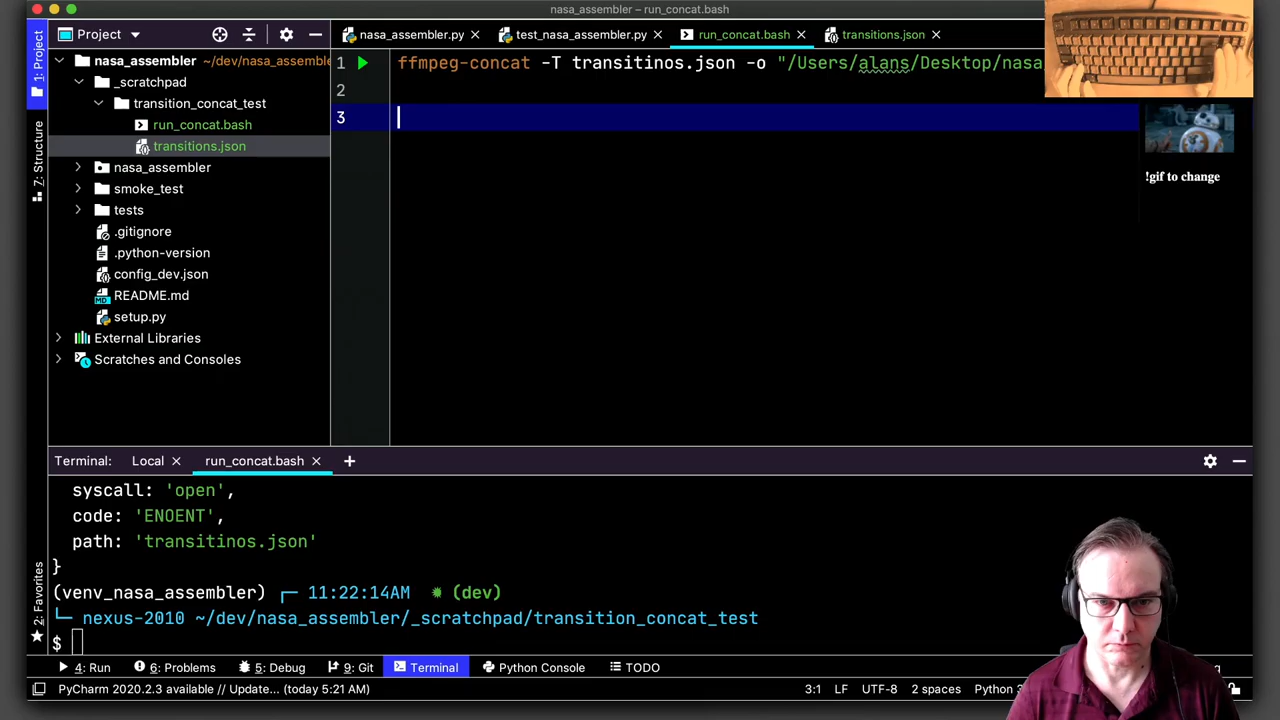 nasa_assembler – run_concat.bash
Project
nasa_assembler.py
test_nasa_assembler.py
run_concat.bash
transitions.json
1: Project
7: Structure
2: Favorites
nasa_assembler ~/dev/nasa_assemble
_scratchpad
transition_concat_test
run_concat.bash
transitions.json
nasa_assembler
smoke_test
tests
.gitignore
.python-version
config_dev.json
README.md
setup.py
External Libraries
Scratches and Consoles
1 ffmpeg-concat -T transitinos.json -o "/Users/alans/Desktop/nasa
2
3
!gif to change
Terminal: Local run_concat.bash
syscall: 'open',
code: 'ENOENT',
path: 'transitinos.json'
}
(venv_nasa_assembler) ┌─ 11:22:14AM ✹ (dev)
└─ nexus-2010 ~/dev/nasa_assembler/_scratchpad/transition_concat_test
$
4: Run 6: Problems 5: Debug 9: Git Terminal Python Console TODO
PyCharm 2020.2.3 available // Update... (today 5:21 AM) 3:1 LF UTF-8 2 spaces Python